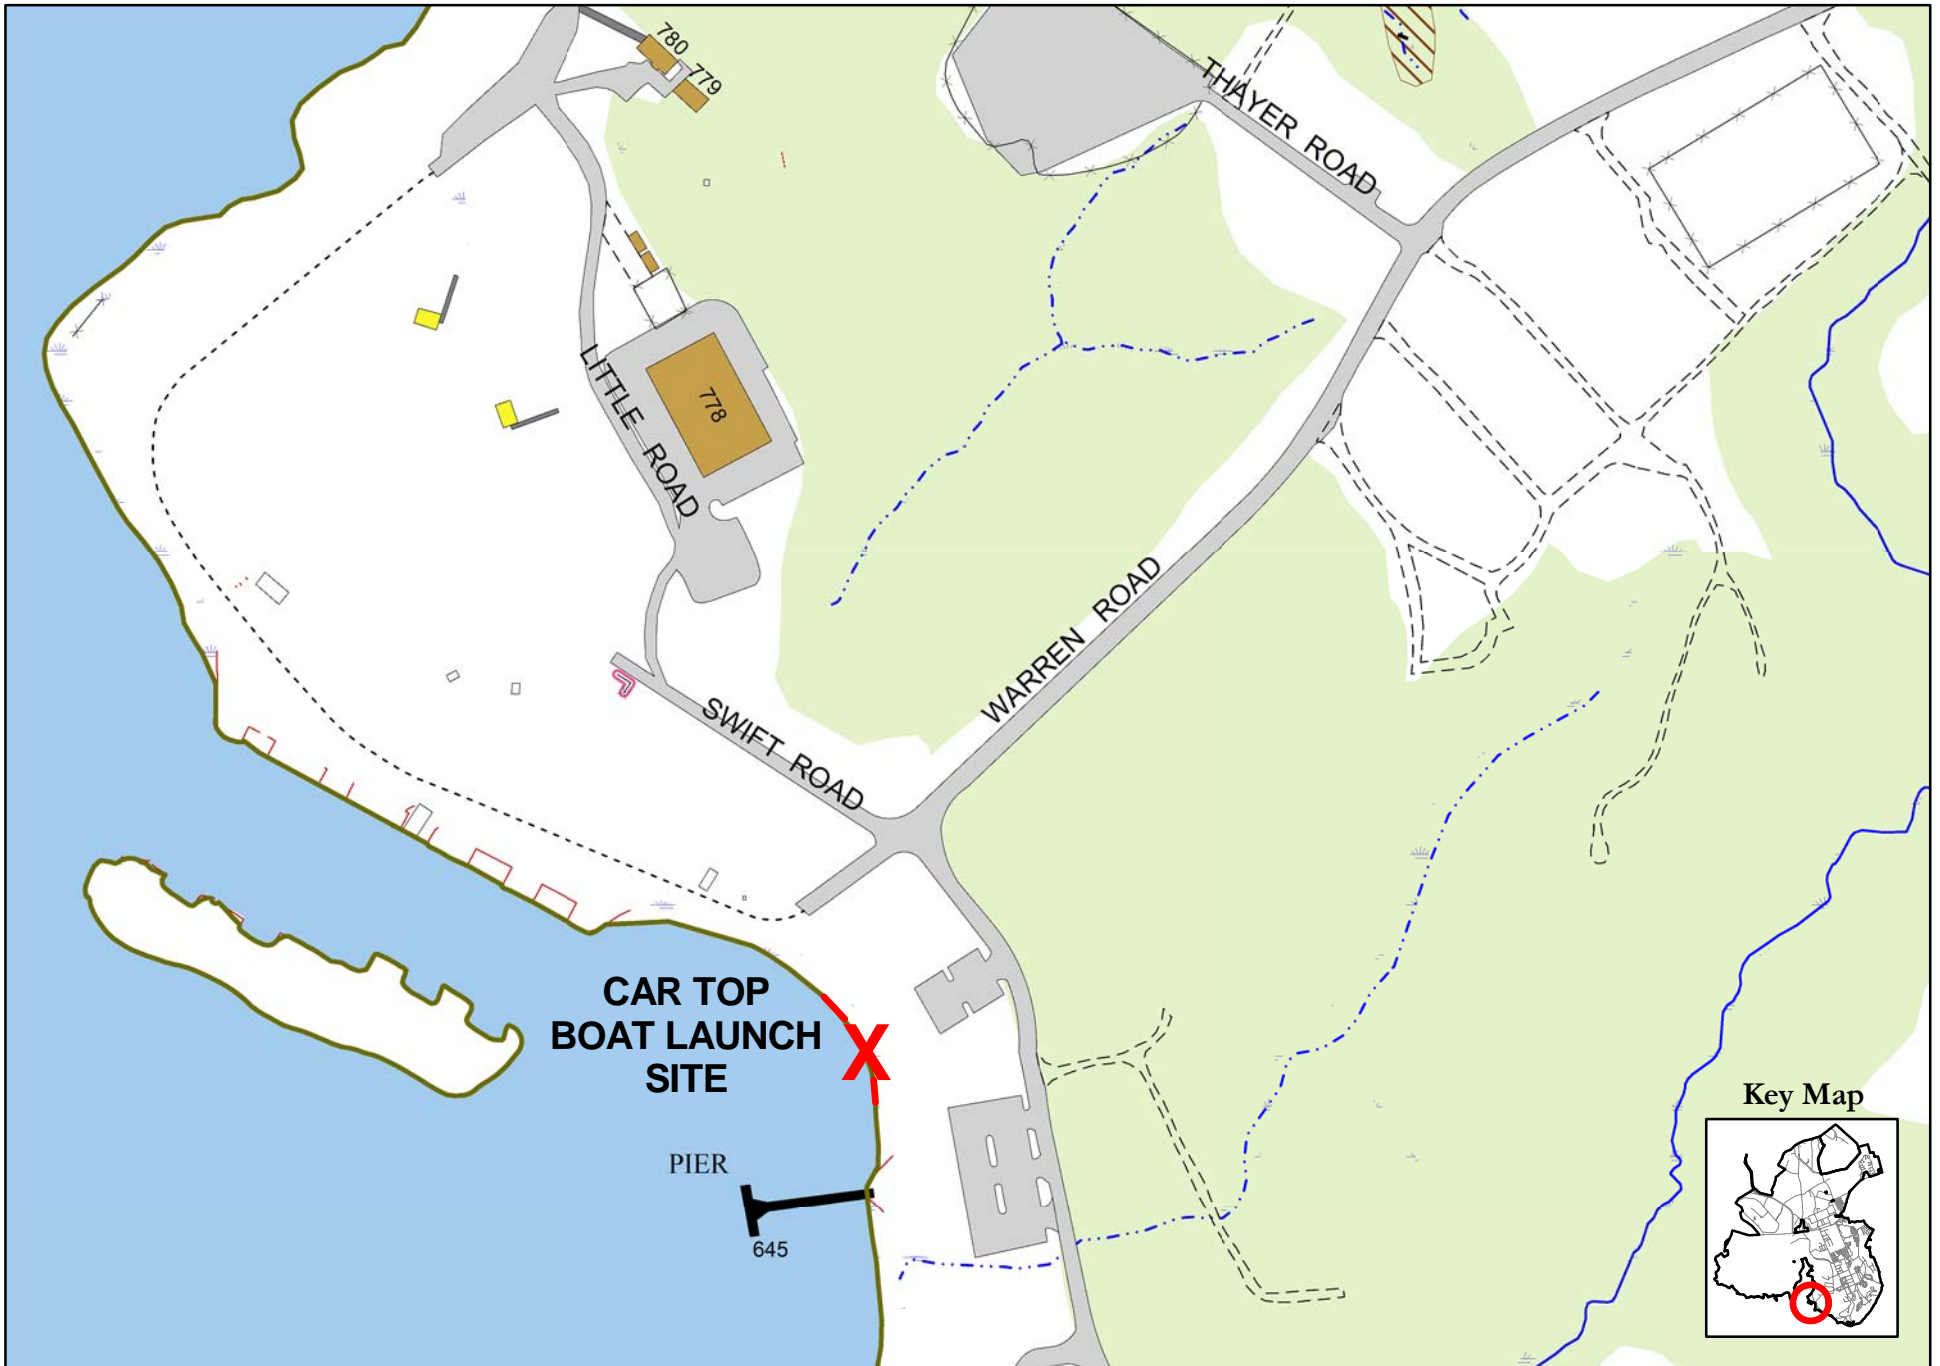 780
779
THAYER ROAD
LITTLE ROAD
778
WARREN ROAD
SWIFT ROAD
CAR TOP
BOAT LAUNCH
SITE
X
PIER
645
Key Map